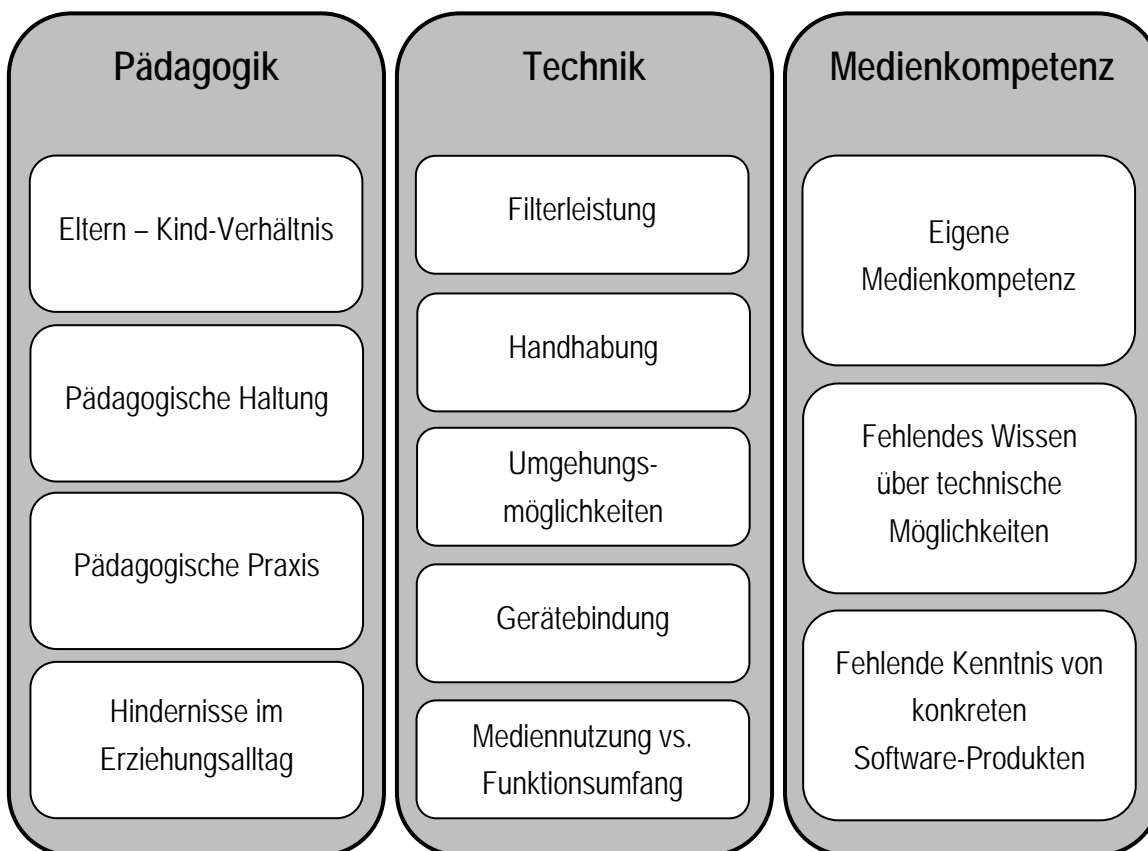 Pädagogik
Eltern – Kind-Verhältnis
Pädagogische Haltung
Pädagogische Praxis
Hindernisse im
Erziehungsalltag
Technik
Filterleistung
Handhabung
Umgehungs-
möglichkeiten
Gerätebindung
Mediennutzung vs.
Funktionsumfang
Medienkompetenz
Eigene
Medienkompetenz
Fehlendes Wissen
über technische
Möglichkeiten
Fehlende Kenntnis von
konkreten
Software-Produkten